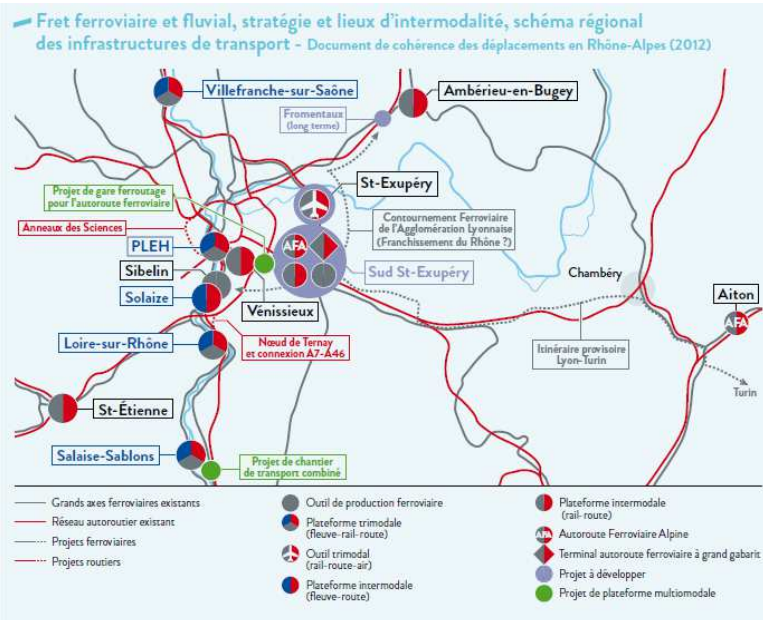 Fret ferroviaire et fluvial, stratégie et lieux d'intermodalité, schéma régional
des infrastructures de transport - Document de cohérence des déplacements en Rhône-Alpes (2012)
Villefranche-sur-Saône
Ambérieu-en-Bugey
Fromentaux
(long terme)
St-Exupéry
Projet de gare ferroutage
pour l'autoroute ferroviaire
Contournement Ferroviaire
de l'Agglomération Lyonnaise
(Franchissement du Rhône ?)
Anneaux des Sciences
PLEH
AFA
Sibelin
Sud St-Exupéry
Chambéry
Solaize
Vénissieux
Aiton
AFA
Loire-sur-Rhône
Nœud de Ternay
et connexion A7-A46
Itinéraire provisoire
Lyon-Turin
Turin
St-Étienne
Salaise-Sablons
Projet de chantier
de transport combiné
Grands axes ferroviaires existants
Réseau autoroutier existant
Projets ferroviaires
Projets routiers
Outil de production ferroviaire
Plateforme trimodale
(fleuve-rail-route)
Outil trimodal
(rail-route-air)
Plateforme intermodale
(fleuve-route)
Plateforme intermodale
(rail-route)
AFA
Autoroute Ferroviaire Alpine
Terminal autoroute ferroviaire à grand gabarit
Projet à développer
Projet de plateforme multiomodale